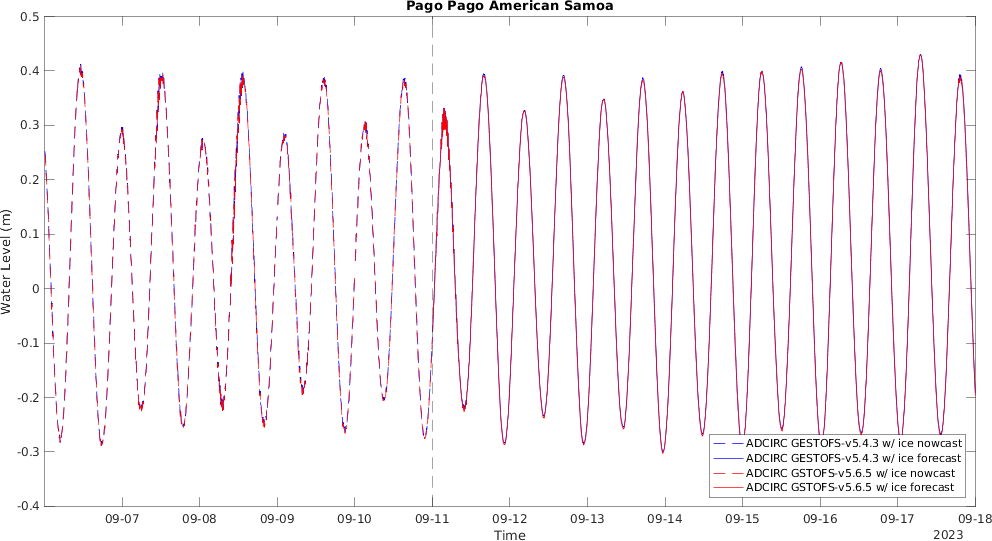 Pago Pago American Samoa
0.5
0.4
0.3
0.2
0.1
0
-0.1
-0.2
-0.3
-0.4
Water Level (m)
ADCIRC GESTOFS-v5.4.3 w/ ice nowcast
ADCIRC GESTOFS-v5.4.3 w/ ice forecast
ADCIRC GSTOFS-v5.6.5 w/ ice nowcast
ADCIRC GSTOFS-v5.6.5 w/ ice forecast
09-07 09-08 09-09 09-10 09-11 09-12 09-13 09-14 09-15 09-16 09-17 09-18
Time
2023